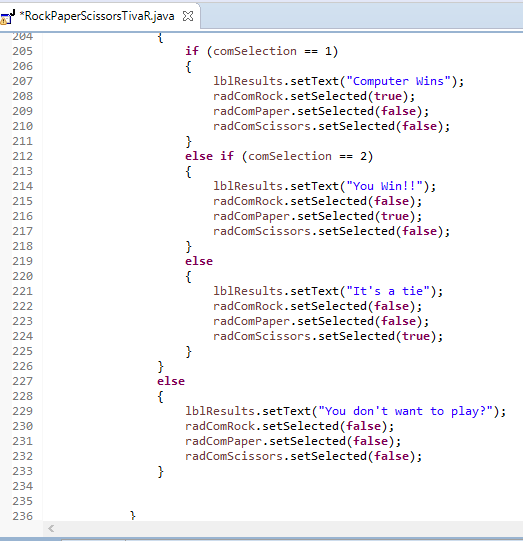 *RockPaperScissorsTivaR.java
204 {
205 if (comSelection == 1)
206 {
207 lblResults.setText("Computer Wins");
208 radComRock.setSelected(true);
209 radComPaper.setSelected(false);
210 radComScissors.setSelected(false);
211 }
212 else if (comSelection == 2)
213 {
214 lblResults.setText("You Win!!");
215 radComRock.setSelected(false);
216 radComPaper.setSelected(true);
217 radComScissors.setSelected(false);
218 }
219 else
220 {
221 lblResults.setText("It's a tie");
222 radComRock.setSelected(false);
223 radComPaper.setSelected(false);
224 radComScissors.setSelected(true);
225 }
226 }
227 else
228 {
229 lblResults.setText("You don't want to play?");
230 radComRock.setSelected(false);
231 radComPaper.setSelected(false);
232 radComScissors.setSelected(false);
233 }
234
235
236 }